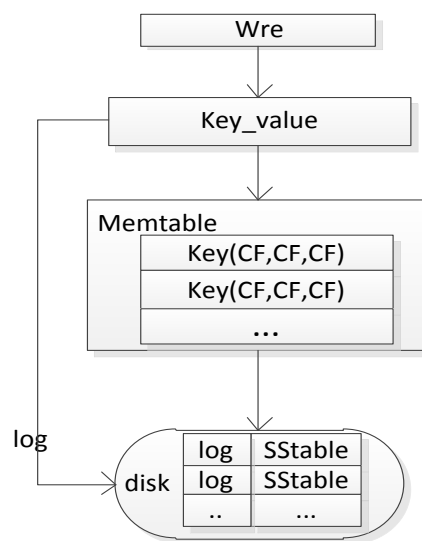 Wre
Key_value
Memtable
Key(CF,CF,CF)
Key(CF,CF,CF)
...
log
disk
log SStable
log SStable
.. ...